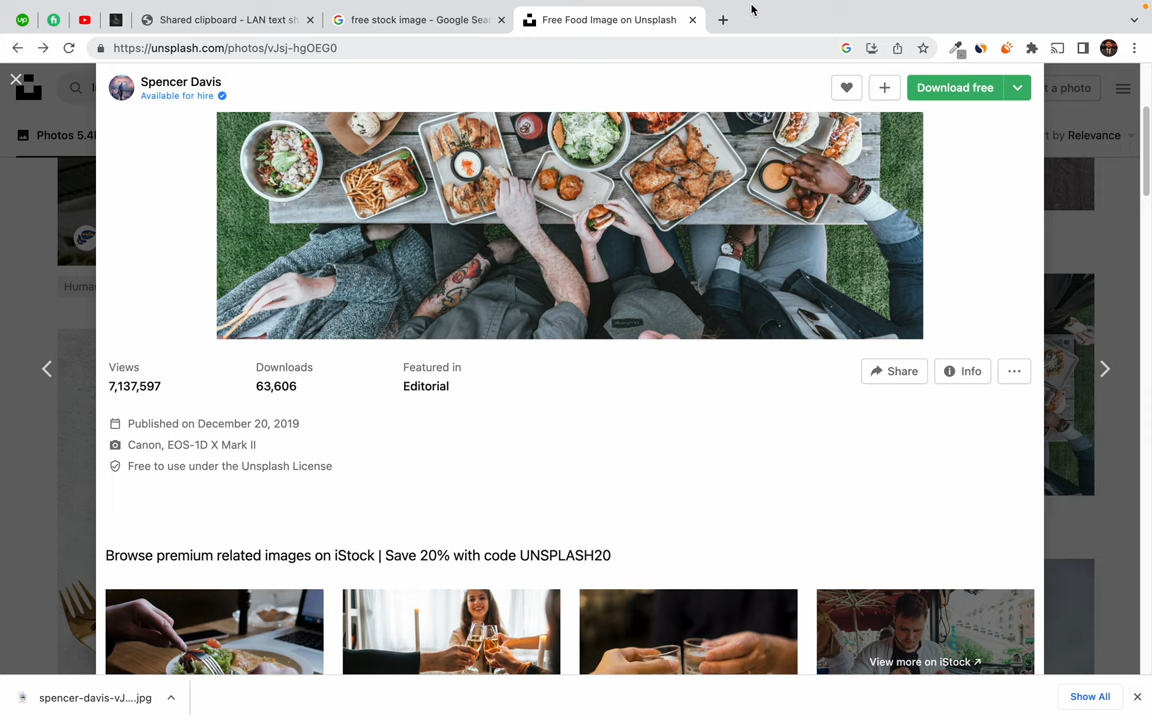 Shared clipboard - LAN text sh
free stock image - Google Sear
Free Food Image on Unsplash
https://unsplash.com/photos/vJsj-hgOEG0
Spencer Davis
Available for hire
Download free
t a photo
Photos 5.4
t by Relevance
Human
Views
7,137,597
Downloads
63,606
Featured in
Editorial
Share
Info
Published on December 20, 2019
Canon, EOS-1D X Mark II
Free to use under the Unsplash License
Browse premium related images on iStock | Save 20% with code UNSPLASH20
View more on iStock ↗
spencer-davis-vJ....jpg
Show All